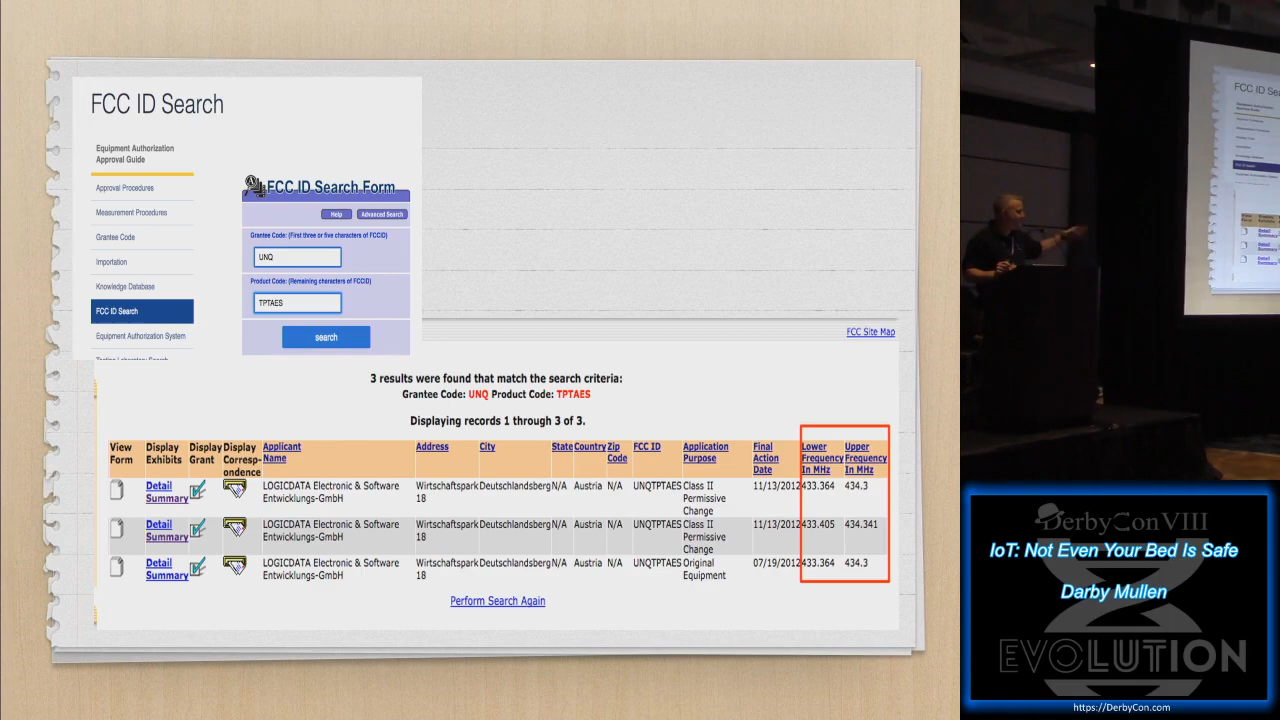 FCC ID Search
Equipment Authorization
Approval Guide
Approval Procedures
Measurement Procedures
Grantee Code
Importation
Knowledge Database
FCC ID Search
Equipment Authorization System
FCC ID Search Form
Help
Advanced Search
Grantee Code: (First three or five characters of FCCID)
UNQ
Product Code: (Remaining characters of FCCID)
TPTAES
search
FCC Site Map
3 results were found that match the search criteria:
Grantee Code: UNQ Product Code: TPTAES
Displaying records 1 through 3 of 3.
View Display Display Display Applicant Address City State Country Zip FCC ID Application Final Lower Upper
Form Exhibits Grant Corresp- Name Code Purpose Action Frequency Frequency
ondence Date In MHz In MHz
Detail LOGICDATA Electronic & Software Wirtschaftspark Deutschlandsberg N/A Austria N/A UNQTPTAES Class II 11/13/2012 433.364 434.3
Summary Entwicklungs-GmbH 18 Permissive
Change
Detail LOGICDATA Electronic & Software Wirtschaftspark Deutschlandsberg N/A Austria N/A UNQTPTAES Class II 11/13/2012 433.405 434.341
Summary Entwicklungs-GmbH 18 Permissive
Change
Detail LOGICDATA Electronic & Software Wirtschaftspark Deutschlandsberg N/A Austria N/A UNQTPTAES Original 07/19/2012 433.364 434.3
Summary Entwicklungs-GmbH 18 Equipment
Perform Search Again
FCC ID Sea
DerbyCon VIII
IoT: Not Even Your Bed Is Safe
Darby Mullen
EVOLUTION
https://DerbyCon.com